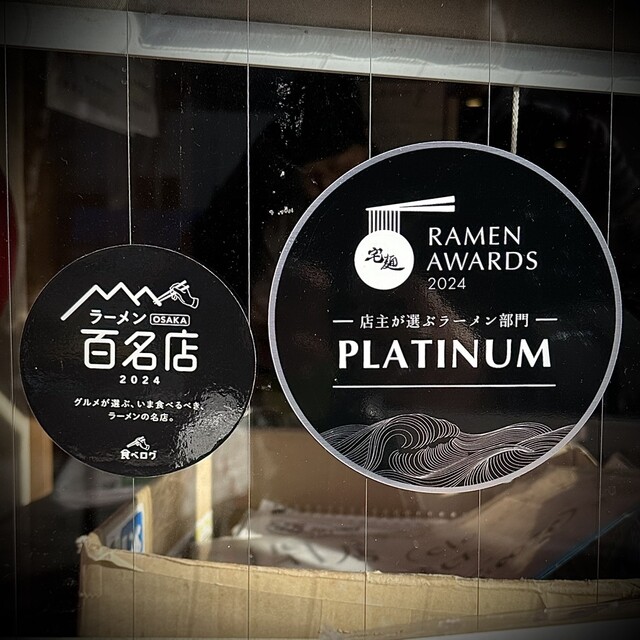 ラーメン OSAKA
百名店
2024
グルメが選ぶ、いま食べるべき
ラーメンの名店。
食べログ
宅麺
RAMEN
AWARDS
2024
店主が選ぶラーメン部門
PLATINUM